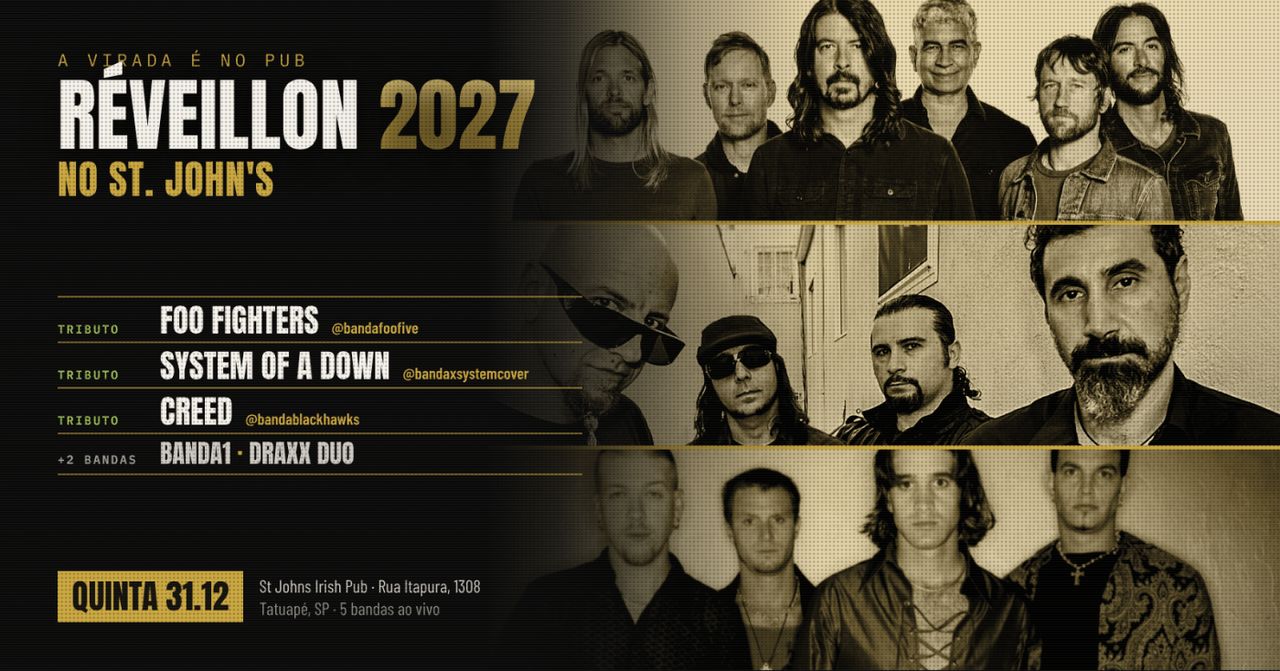 A VIRADA É NO PUB
RÉVEILLON 2027
NO ST. JOHN'S
TRIBUTO FOO FIGHTERS @bandafoofive
TRIBUTO SYSTEM OF A DOWN @bandaxsystemcover
TRIBUTO CREED @bandablackhawks
+2 BANDAS BANDA1 · DRAXX DUO
QUINTA 31.12
St Johns Irish Pub · Rua Itapura, 1308
Tatuapé, SP · 5 bandas ao vivo